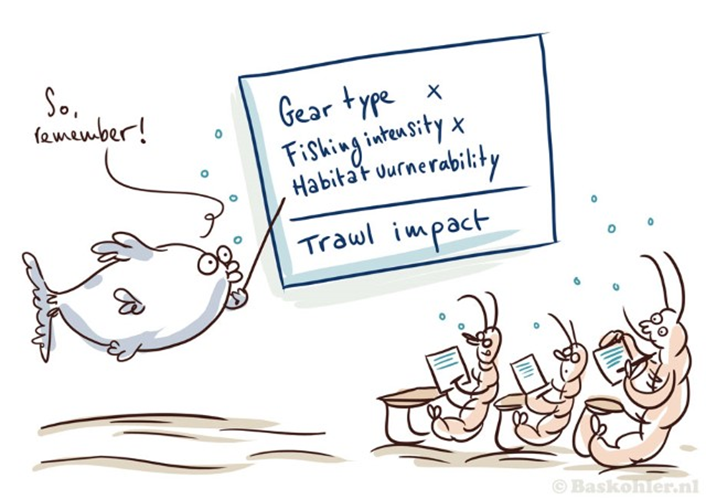 So,
remember!
Gear type x
Fishing intensity x
Habitat vurnerability
Trawl impact
© Baskohler.nl